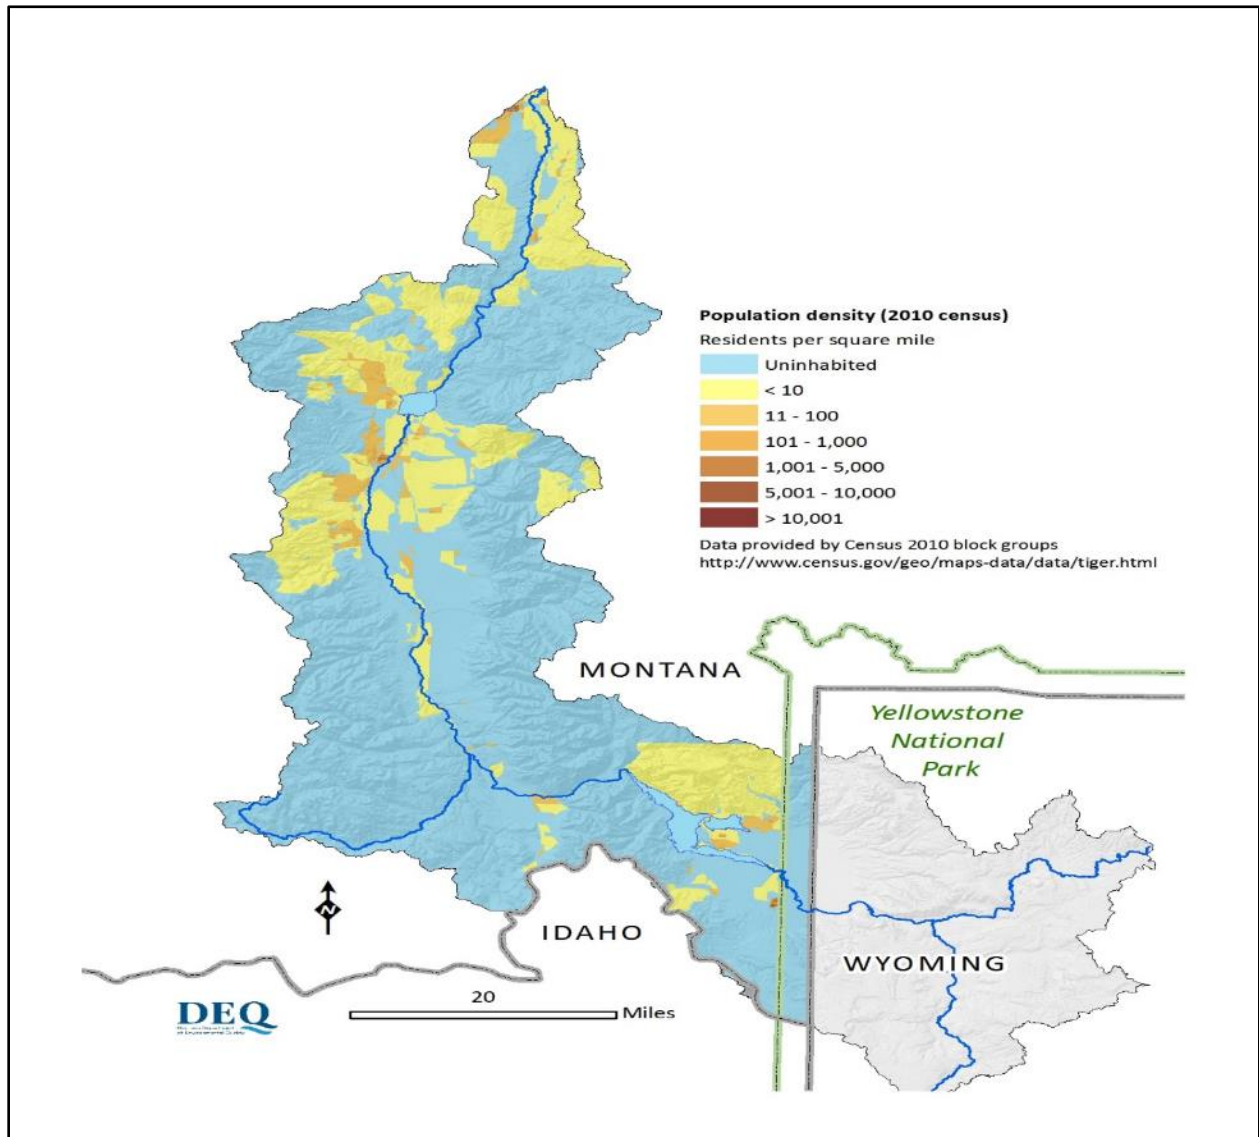 Population density (2010 census)
Residents per square mile
Uninhabited
< 10
11 - 100
101 - 1,000
1,001 - 5,000
5,001 - 10,000
> 10,001
Data provided by Census 2010 block groups
http://www.census.gov/geo/maps-data/data/tiger.html
MONTANA
Yellowstone
National
Park
N
IDAHO
WYOMING
DEQ
20
Miles